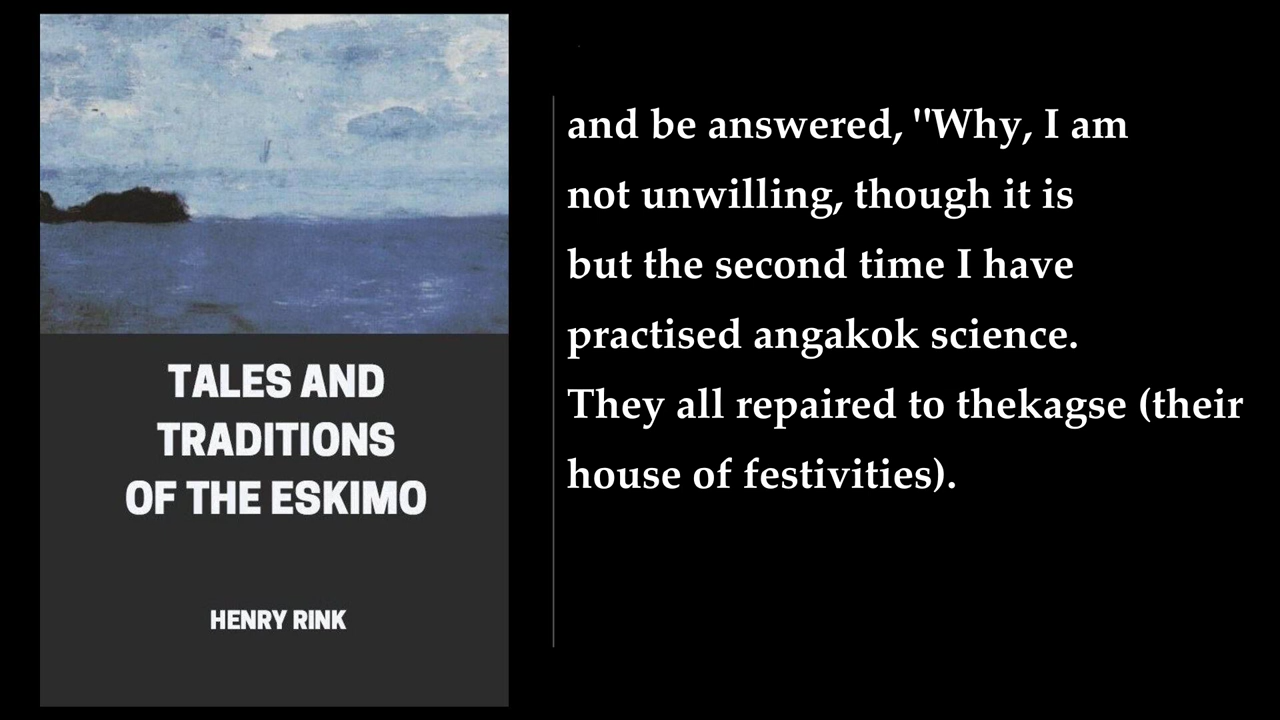 TALES AND
TRADITIONS
OF THE ESKIMO
HENRY RINK
and be answered, "Why, I am
not unwilling, though it is
but the second time I have
practised angakok science.
They all repaired to thekagse (their
house of festivities).